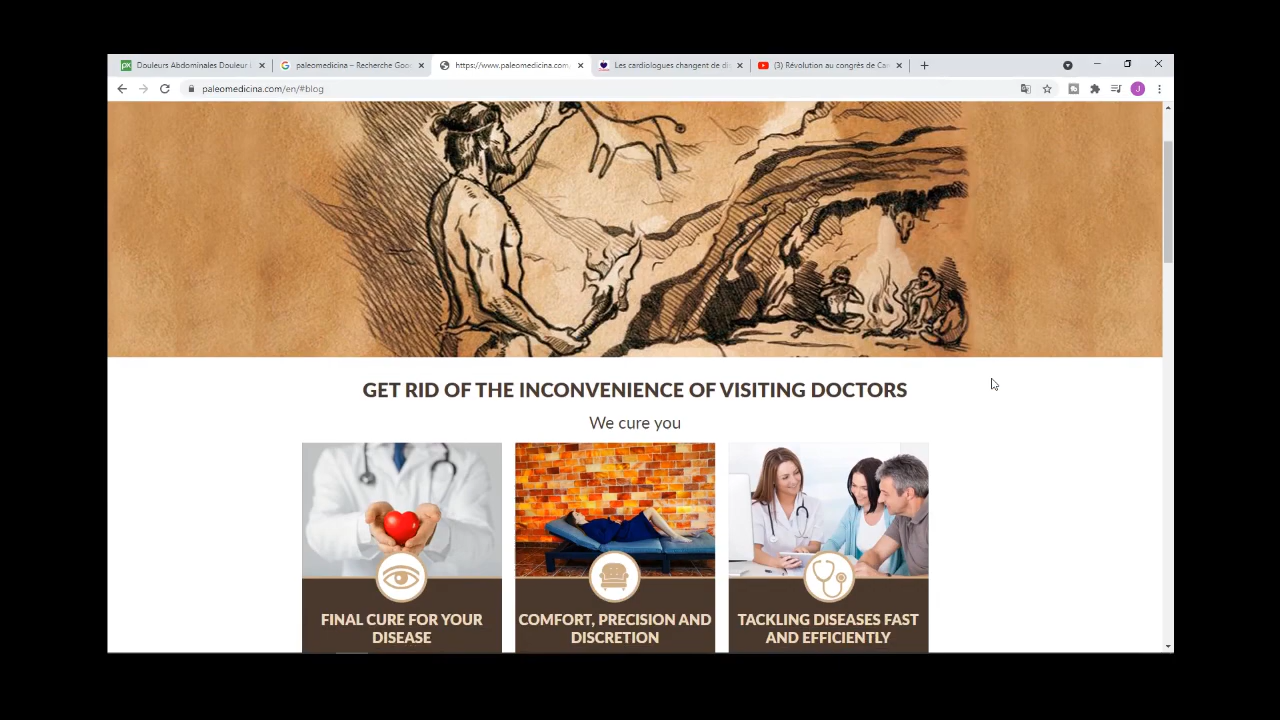 Douleurs Abdominales Douleur
paleomedicina – Recherche Goo
https://www.paleomedicina.com
Les cardiologues changent de di
(3) Révolution au congrès de Car
paleomedicina.com/en/#blog
J
GET RID OF THE INCONVENIENCE OF VISITING DOCTORS
We cure you
FINAL CURE FOR YOUR
DISEASE
COMFORT, PRECISION AND
DISCRETION
TACKLING DISEASES FAST
AND EFFICIENTLY